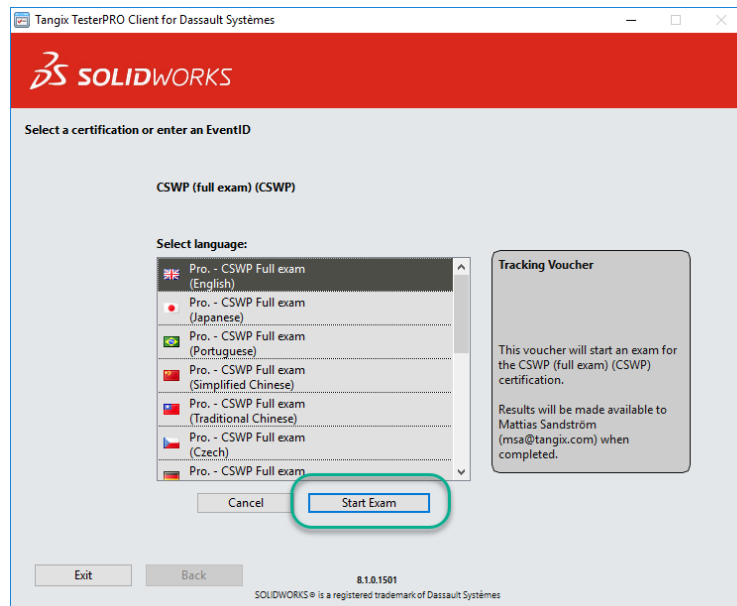 Tangix TesterPRO Client for Dassault Systèmes
SOLIDWORKS
Select a certification or enter an EventID
CSWP (full exam) (CSWP)
Select language:
Pro. - CSWP Full exam
(English)
Pro. - CSWP Full exam
(Japanese)
Pro. - CSWP Full exam
(Portuguese)
Pro. - CSWP Full exam
(Simplified Chinese)
Pro. - CSWP Full exam
(Traditional Chinese)
Pro. - CSWP Full exam
(Czech)
Pro. - CSWP Full exam
Tracking Voucher
This voucher will start an exam for
the CSWP (full exam) (CSWP)
certification.
Results will be made available to
Mattias Sandström
(msa@tangix.com) when
completed.
Cancel
Start Exam
Exit
Back
8.1.0.1501
SOLIDWORKS® is a registered trademark of Dassault Systèmes